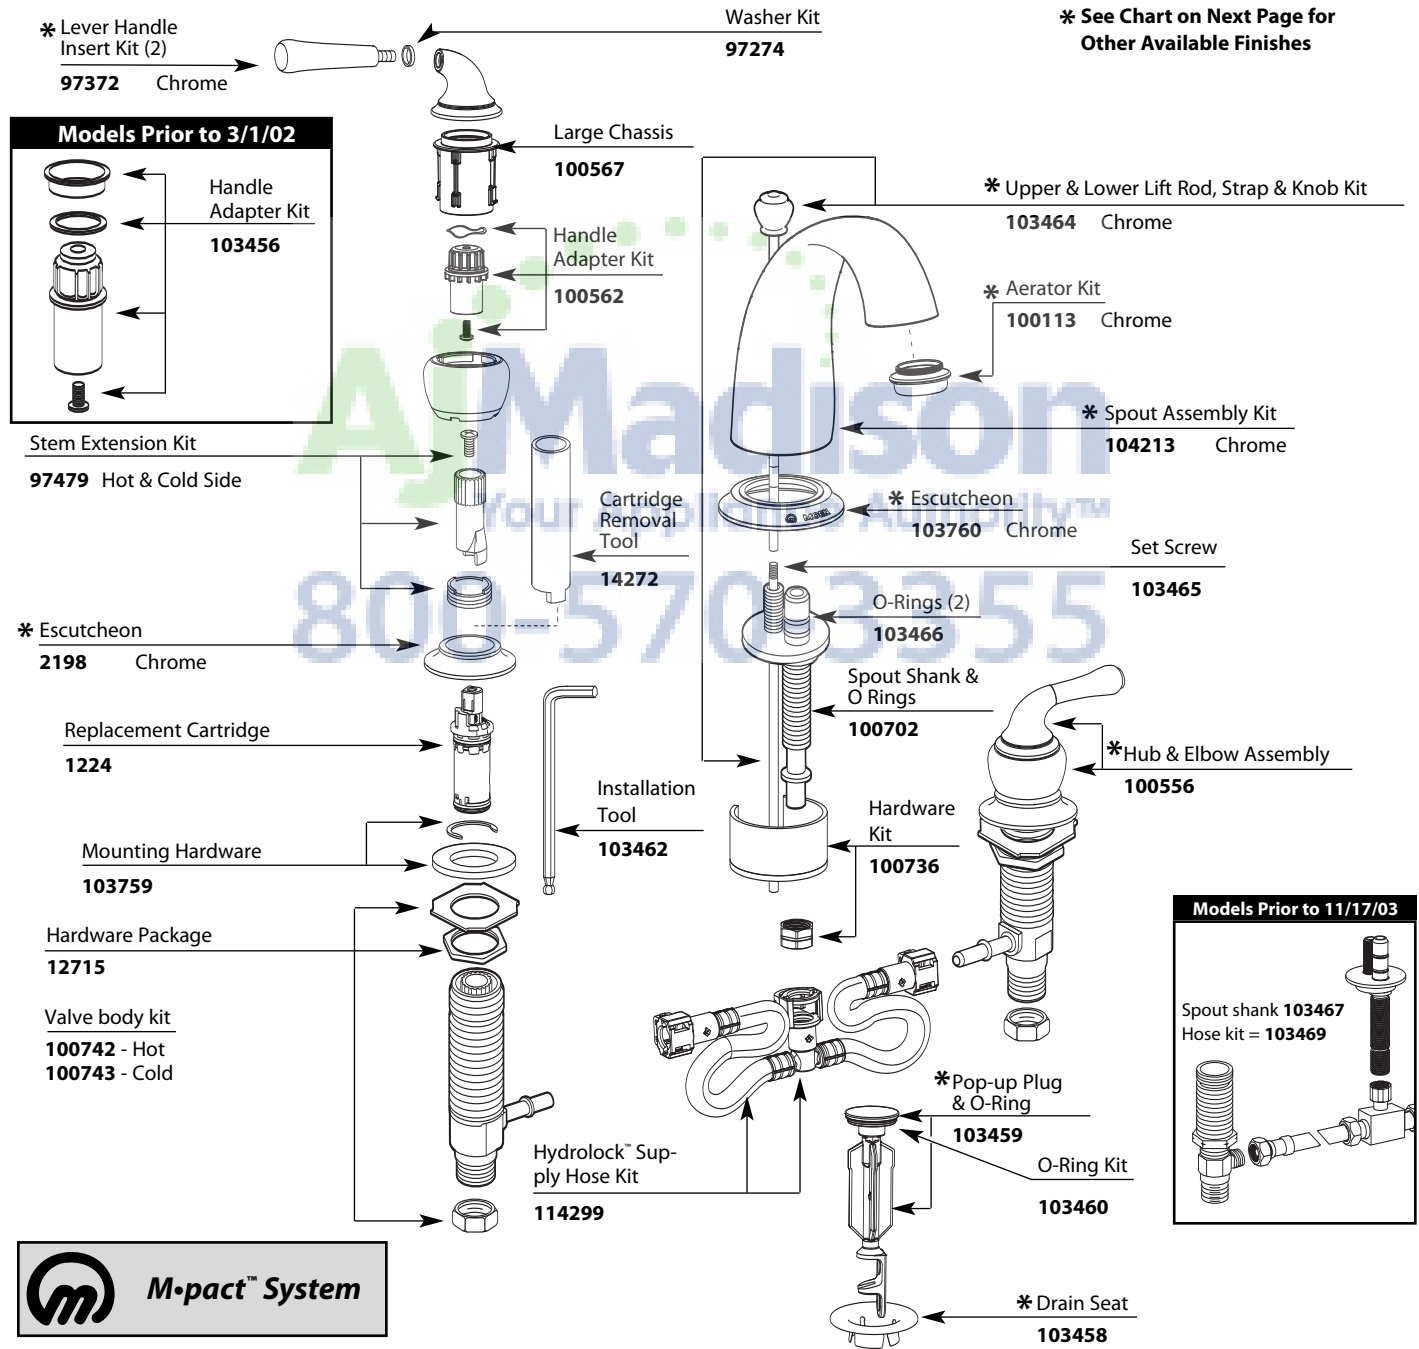 * Lever Handle
Insert Kit (2)
97372 Chrome
Washer Kit
97274
* See Chart on Next Page for
Other Available Finishes
Models Prior to 3/1/02
Handle
Adapter Kit
103456
Large Chassis
100567
Handle
Adapter Kit
100562
* Upper & Lower Lift Rod, Strap & Knob Kit
103464 Chrome
* Aerator Kit
100113 Chrome
* Spout Assembly Kit
104213 Chrome
Stem Extension Kit
97479 Hot & Cold Side
AjMadison
Your Appliance Authority™
800-570-3355
Cartridge
Removal
Tool
14272
* Escutcheon
103760 Chrome
MOEN
Set Screw
103465
O-Rings (2)
103466
* Escutcheon
2198 Chrome
Spout Shank &
O Rings
100702
Replacement Cartridge
1224
* Hub & Elbow Assembly
100556
Installation
Tool
103462
Hardware
Kit
100736
Mounting Hardware
103759
Hardware Package
12715
Valve body kit
100742 - Hot
100743 - Cold
Models Prior to 11/17/03
Spout shank 103467
Hose kit = 103469
* Pop-up Plug
& O-Ring
103459
O-Ring Kit
103460
Hydrolock™ Sup-
ply Hose Kit
114299
* Drain Seat
103458
m M•pact™ System